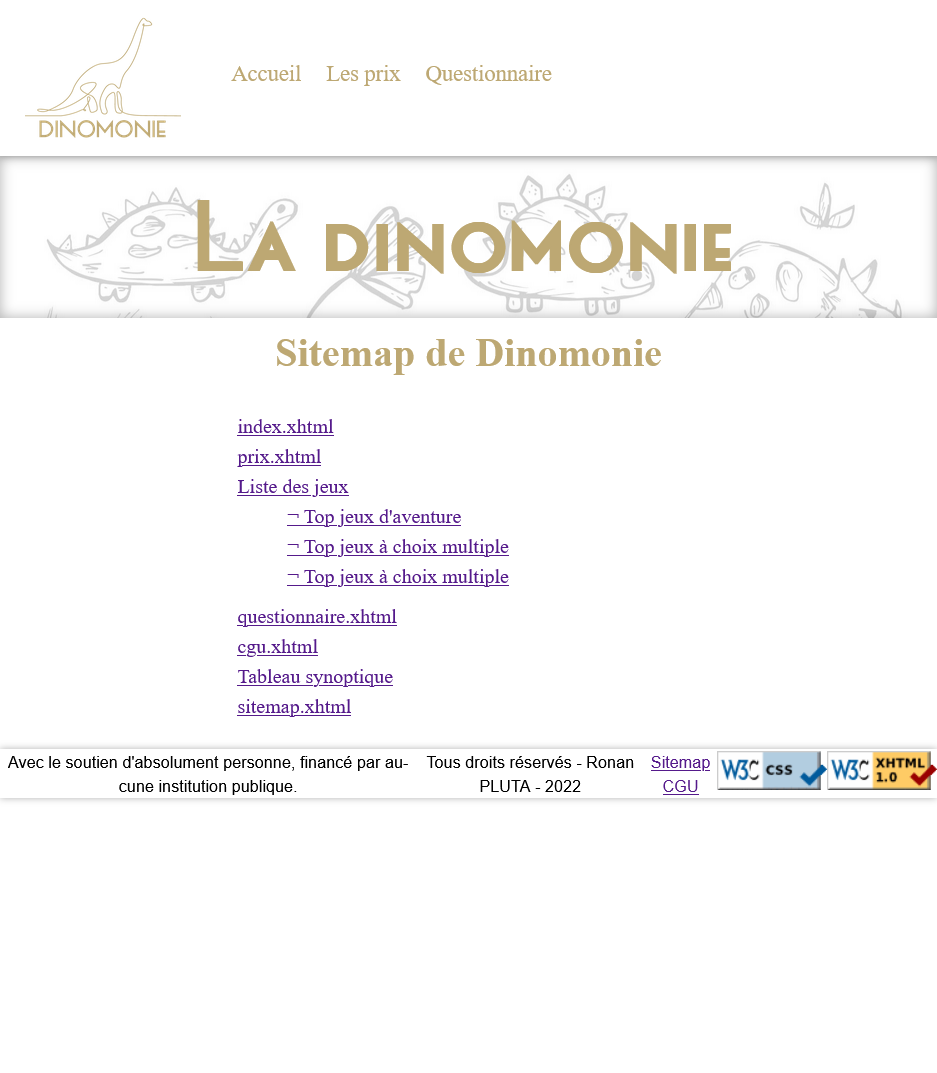 DINOMONIE
Accueil Les prix Questionnaire
LA DINOMONIE
Sitemap de Dinomonie
index.xhtml
prix.xhtml
Liste des jeux
¬ Top jeux d'aventure
¬ Top jeux à choix multiple
¬ Top jeux à choix multiple
questionnaire.xhtml
cgu.xhtml
Tableau synoptique
sitemap.xhtml
Avec le soutien d'absolument personne, financé par au-
cune institution publique.
Tous droits réservés - Ronan
PLUTA - 2022
Sitemap
CGU
W3C CSS
W3C XHTML
1.0